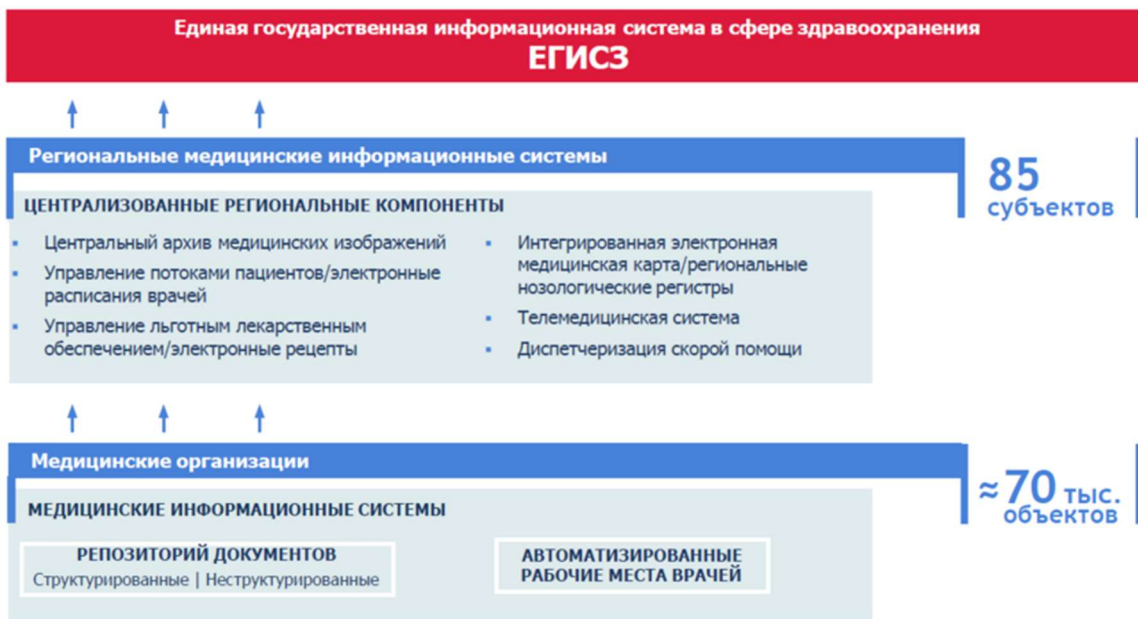 Единая государственная информационная система в сфере здравоохранения
ЕГИСЗ
Региональные медицинские информационные системы
85
субъектов
ЦЕНТРАЛИЗОВАННЫЕ РЕГИОНАЛЬНЫЕ КОМПОНЕНТЫ
▪ Центральный архив медицинских изображений
▪ Управление потоками пациентов/электронные
расписания врачей
▪ Управление льготным лекарственным
обеспечением/электронные рецепты
▪ Интегрированная электронная
медицинская карта/региональные
нозологические регистры
▪ Телемедицинская система
▪ Диспетчеризация скорой помощи
Медицинские организации
≈70 тыс.
объектов
МЕДИЦИНСКИЕ ИНФОРМАЦИОННЫЕ СИСТЕМЫ
РЕПОЗИТОРИЙ ДОКУМЕНТОВ
Структурированные | Неструктурированные
АВТОМАТИЗИРОВАННЫЕ
РАБОЧИЕ МЕСТА ВРАЧЕЙ